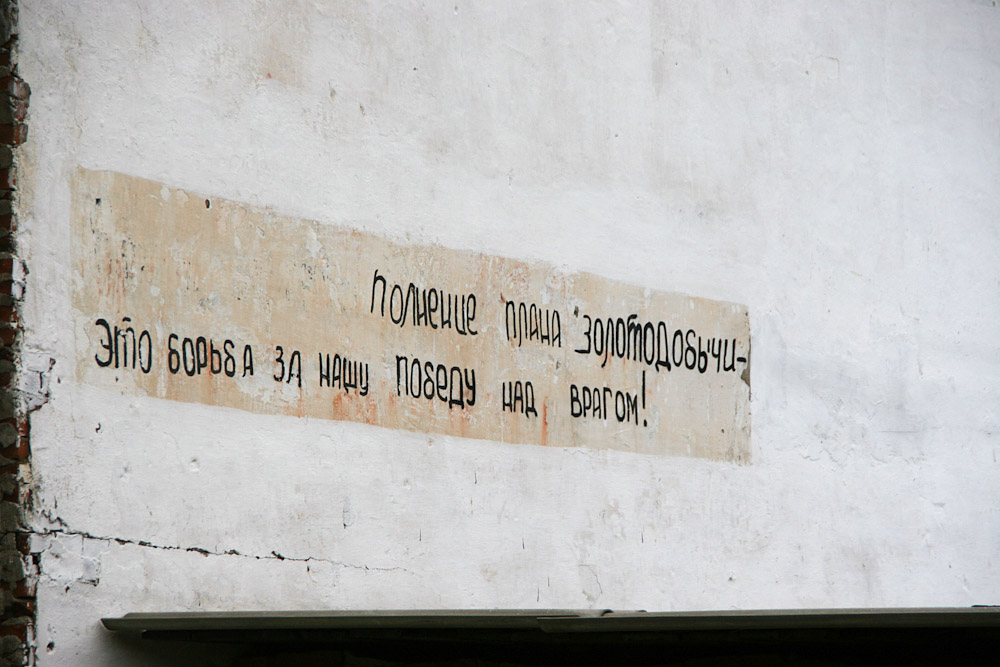 полнение плана золотодобычи-
Это борьба за нашу победу над врагом!